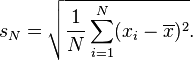 s_N = \sqrt{\frac{1}{N} \sum_{i=1}^{N} (x_i - \overline{x})^2}.